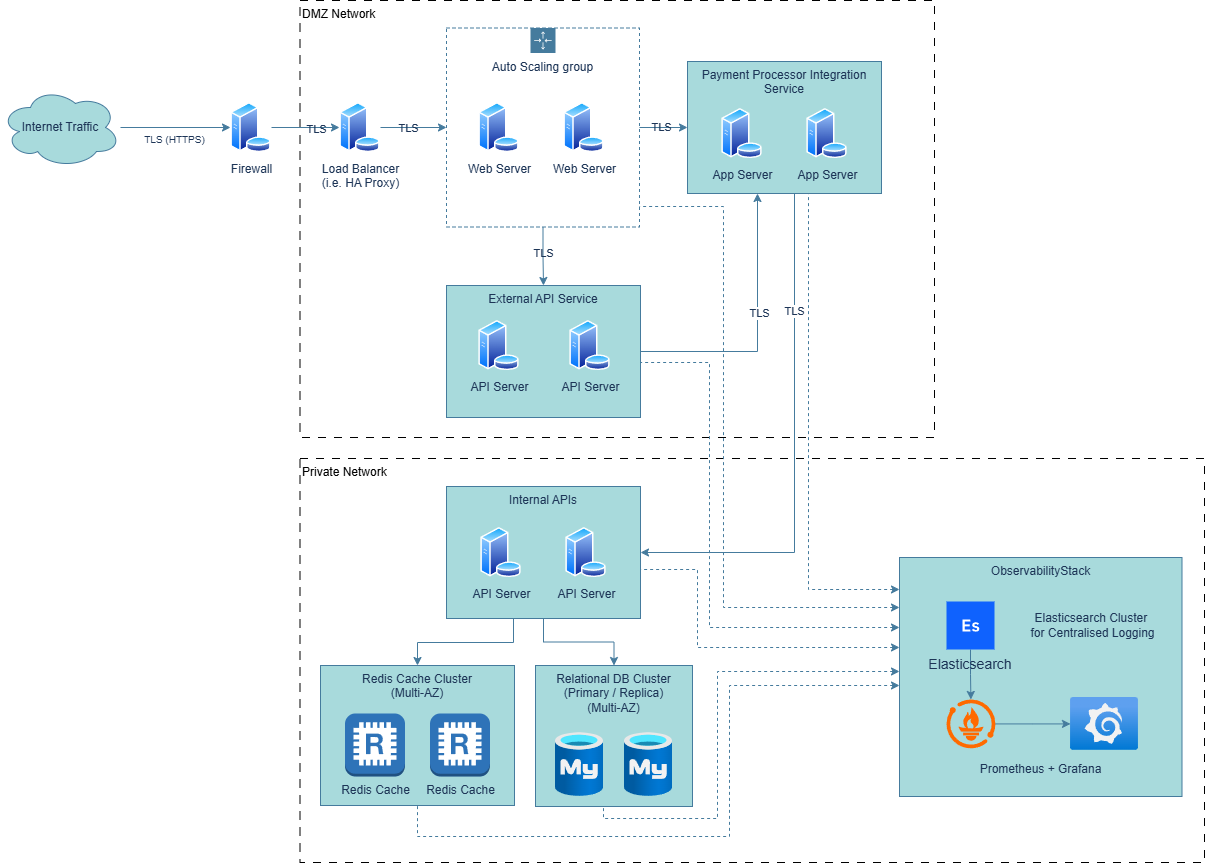 DMZ Network
Auto Scaling group
Payment Processor Integration
Service
Internet Traffic
TLS (HTTPS)
TLS
TLS
TLS
Firewall
Load Balancer
(i.e. HA Proxy)
Web Server
Web Server
App Server
App Server
TLS
External API Service
API Server
API Server
TLS
TLS
Private Network
Internal APIs
API Server
API Server
Redis Cache Cluster
(Multi-AZ)
R
R
Redis Cache
Redis Cache
Relational DB Cluster
(Primary / Replica)
(Multi-AZ)
My
My
ObservabilityStack
Es
Elasticsearch
Elasticsearch Cluster
for Centralised Logging
Prometheus + Grafana